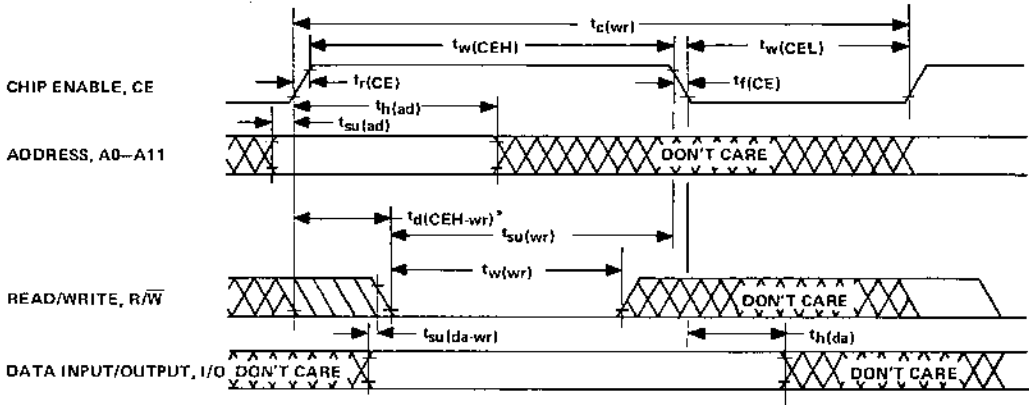 tc(wr)
tw(CEH)
tw(CEL)
CHIP ENABLE, CE
tr(CE)
tf(CE)
th(ad)
tsu(ad)
ADDRESS, A0–A11
DON'T CARE
td(CEH-wr)*
tsu(wr)
tw(wr)
READ/WRITE, R/W̅
DON'T CARE
tsu(da-wr)
th(da)
DATA INPUT/OUTPUT, I/O
DON'T CARE
DON'T CARE